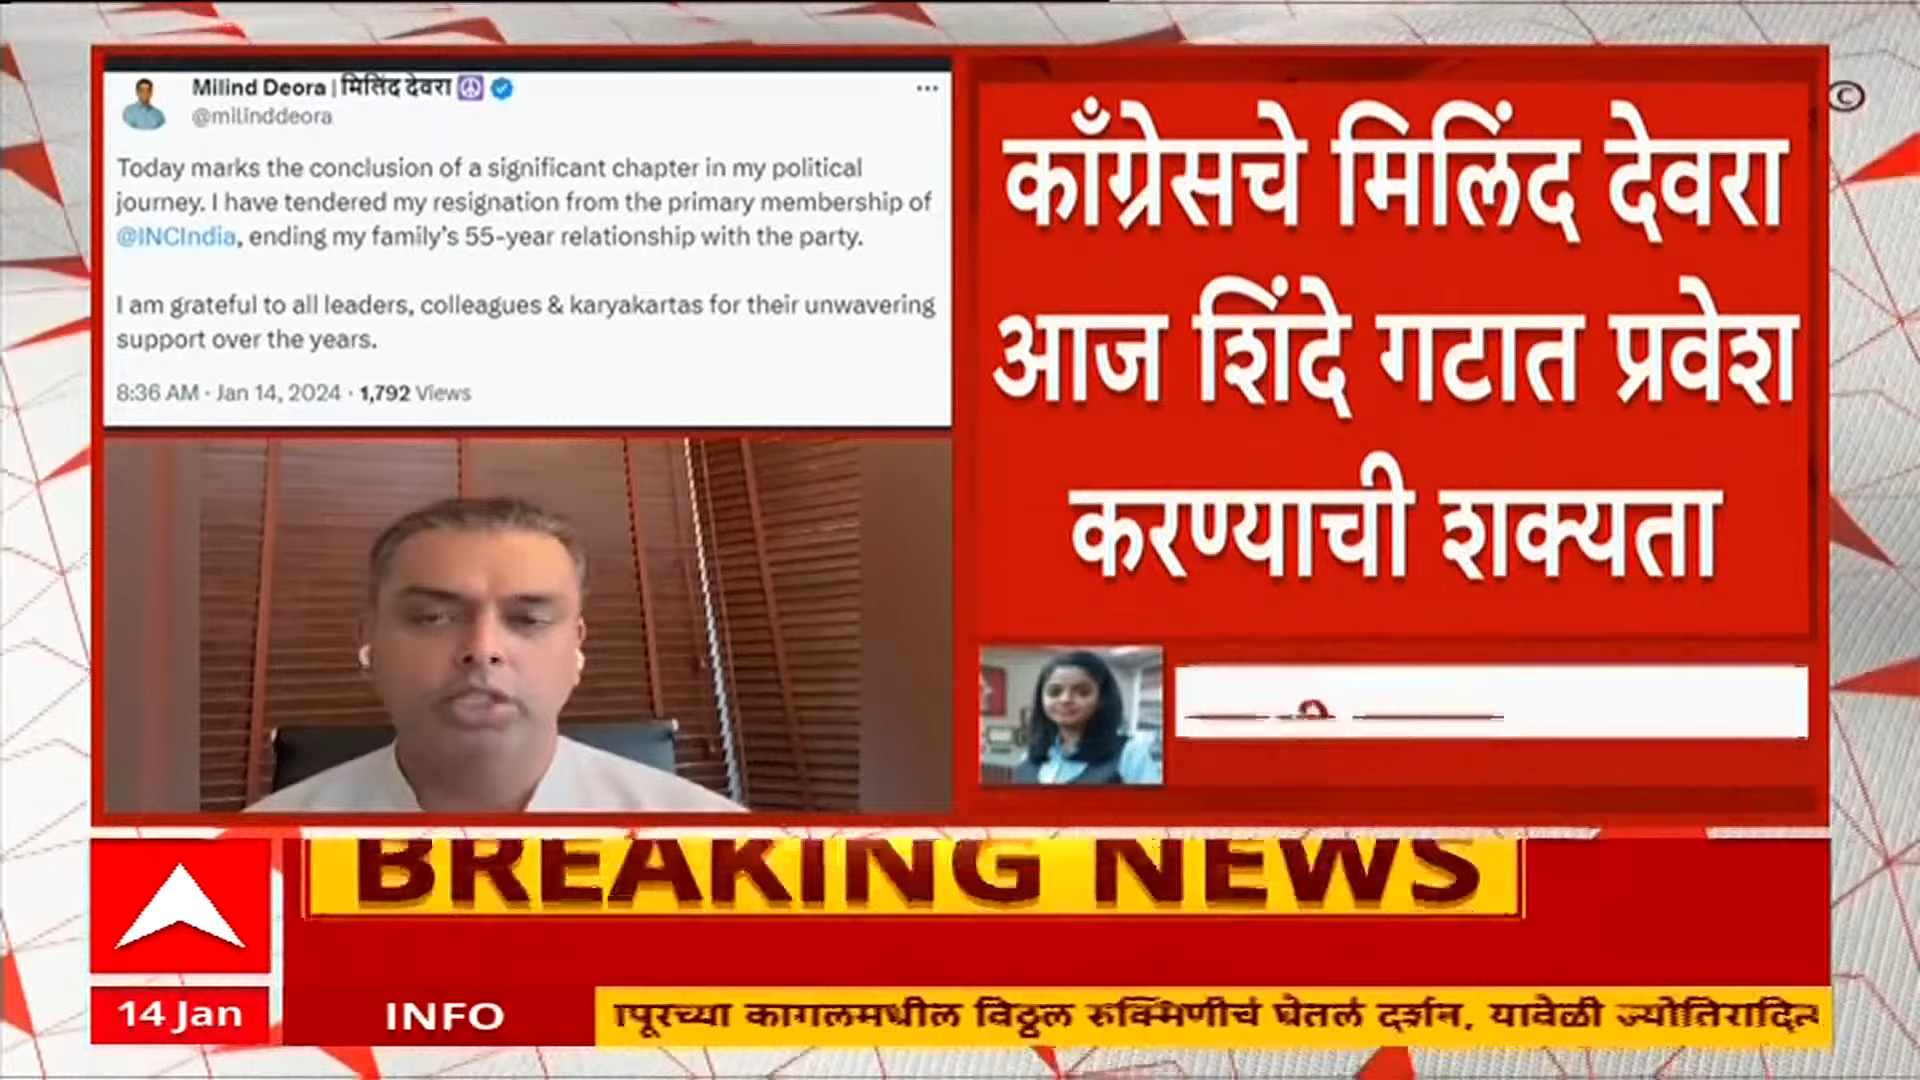 Milind Deora | मिलिंद देवरा
@milinddeora
Today marks the conclusion of a significant chapter in my political
journey. I have tendered my resignation from the primary membership of
@INCIndia, ending my family's 55-year relationship with the party.
I am grateful to all leaders, colleagues & karyakartas for their unwavering
support over the years.
8:36 AM · Jan 14, 2024 · 1,792 Views
काँग्रेसचे मिलिंद देवरा
आज शिंदे गटात प्रवेश
करण्याची शक्यता
©
BREAKING NEWS
14 Jan
INFO
कागलमधील विठ्ठल रुक्मिणीचं घेतलं दर्शन, यावेळी